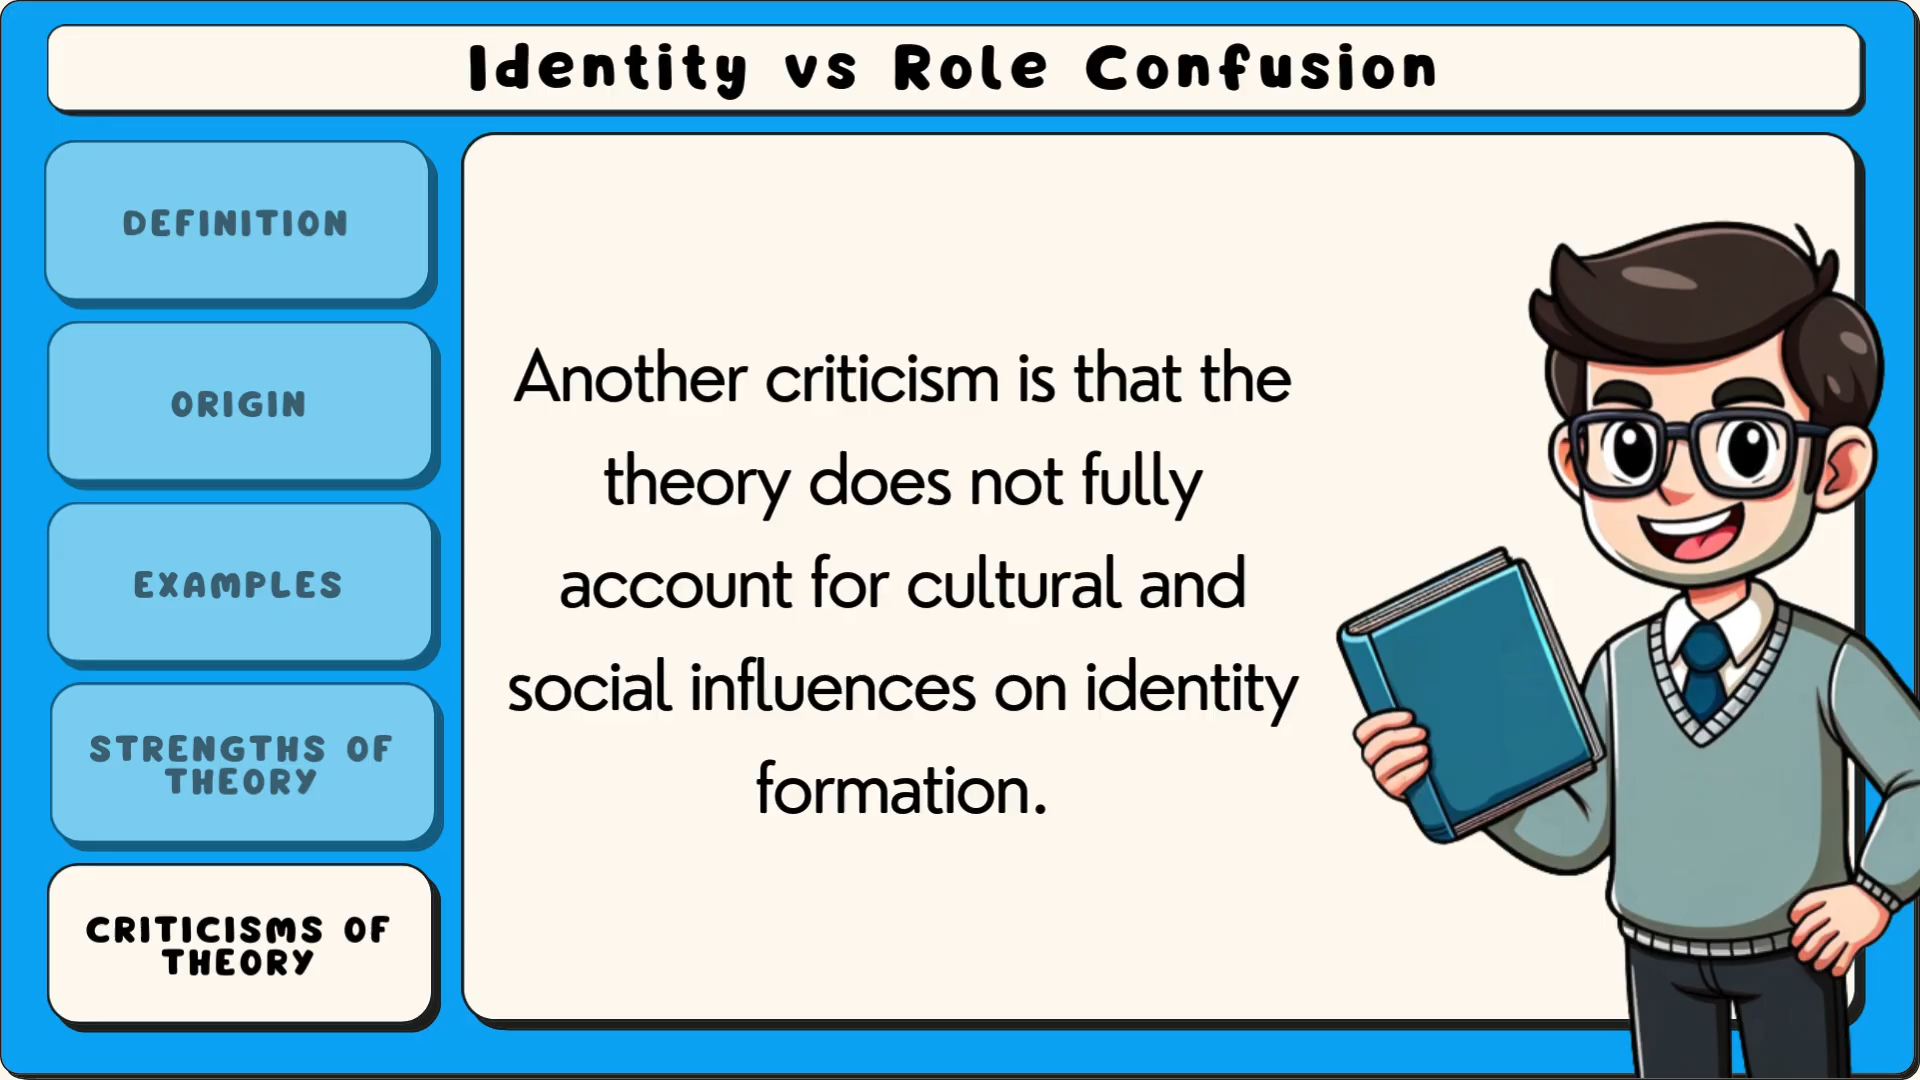 Identity vs Role Confusion
DEFINITION
ORIGIN
EXAMPLES
STRENGTHS OF
THEORY
CRITICISMS OF
THEORY
Another criticism is that the
theory does not fully
account for cultural and
social influences on identity
formation.